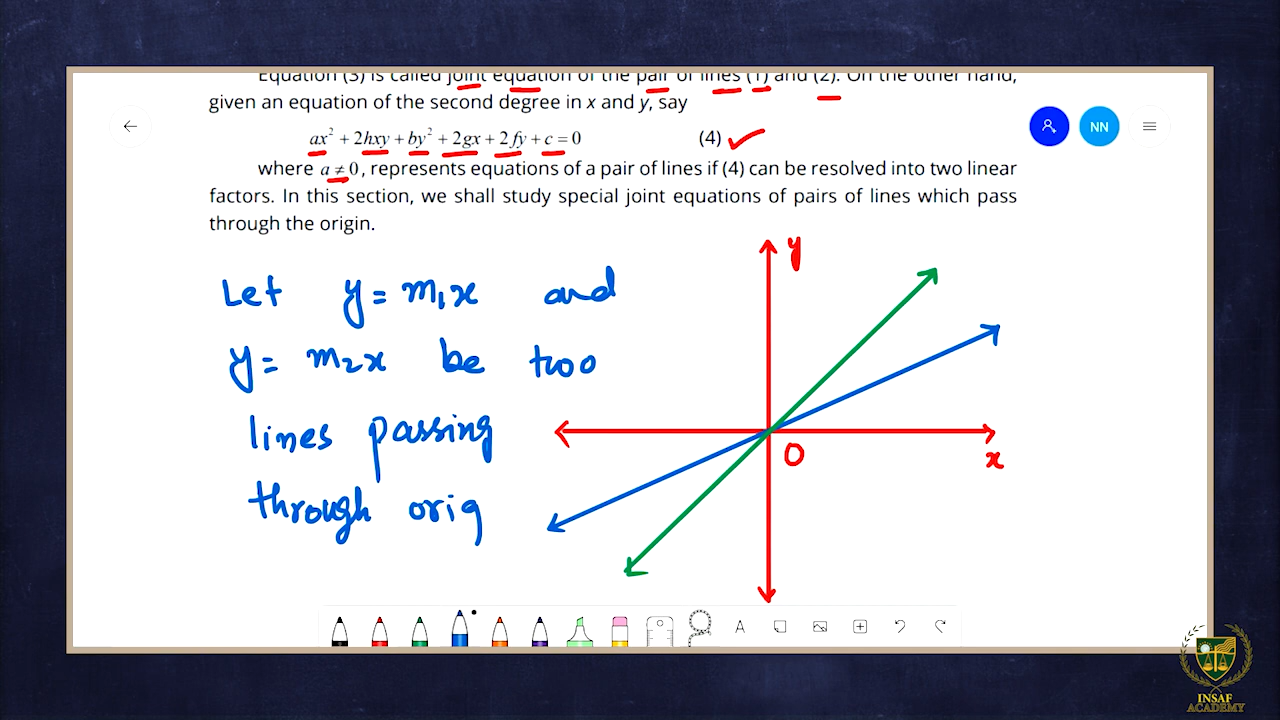 Equation (3) is called joint equation of the pair of lines (1) and (2). On the other hand,
given an equation of the second degree in x and y, say
ax² + 2hxy + by² + 2gx + 2fy + c = 0 (4)
where a ≠ 0, represents equations of a pair of lines if (4) can be resolved into two linear
factors. In this section, we shall study special joint equations of pairs of lines which pass
through the origin.
NN
Let y = m₁x and
y = m₂x be two
lines passing
through orig
y
O
x
A
INSAF
ACADEMY